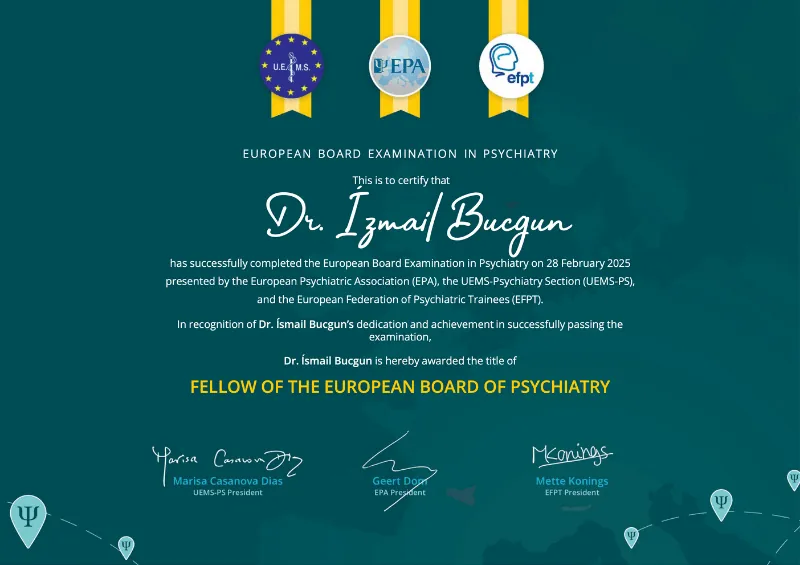 U.E.M.S.
ΨEPA
efpt
EUROPEAN BOARD EXAMINATION IN PSYCHIATRY
This is to certify that
Dr. Ízmail Bucgun
has successfully completed the European Board Examination in Psychiatry on 28 February 2025
presented by the European Psychiatric Association (EPA), the UEMS-Psychiatry Section (UEMS-PS),
and the European Federation of Psychiatric Trainees (EFPT).
In recognition of Dr. Ísmail Bucgun's dedication and achievement in successfully passing the
examination,
Dr. Ísmail Bucgun is hereby awarded the title of
FELLOW OF THE EUROPEAN BOARD OF PSYCHIATRY
Marisa Casanova Dias MKonings
Marisa Casanova Dias Geert Dom Mette Konings
UEMS-PS President EPA President EFPT President
Ψ Ψ Ψ Ψ Ψ